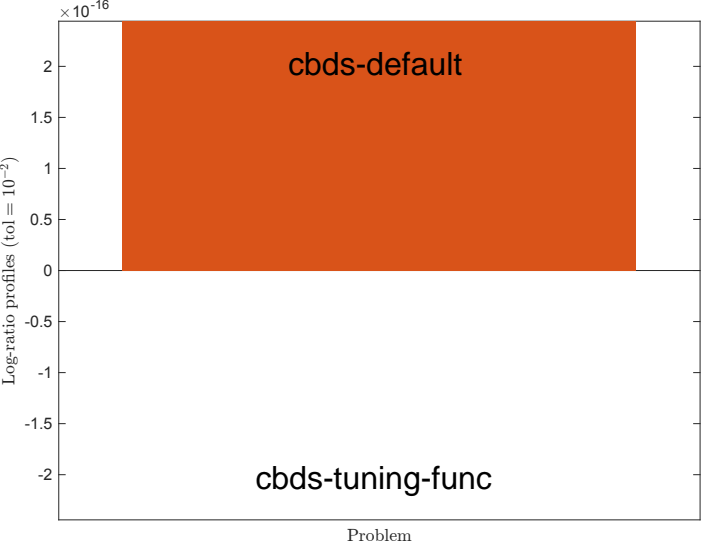 ×10-16
cbds-default
2
1.5
1
0.5
0
-0.5
-1
-1.5
-2
Log-ratio profiles (tol = 10−2)
cbds-tuning-func
Problem